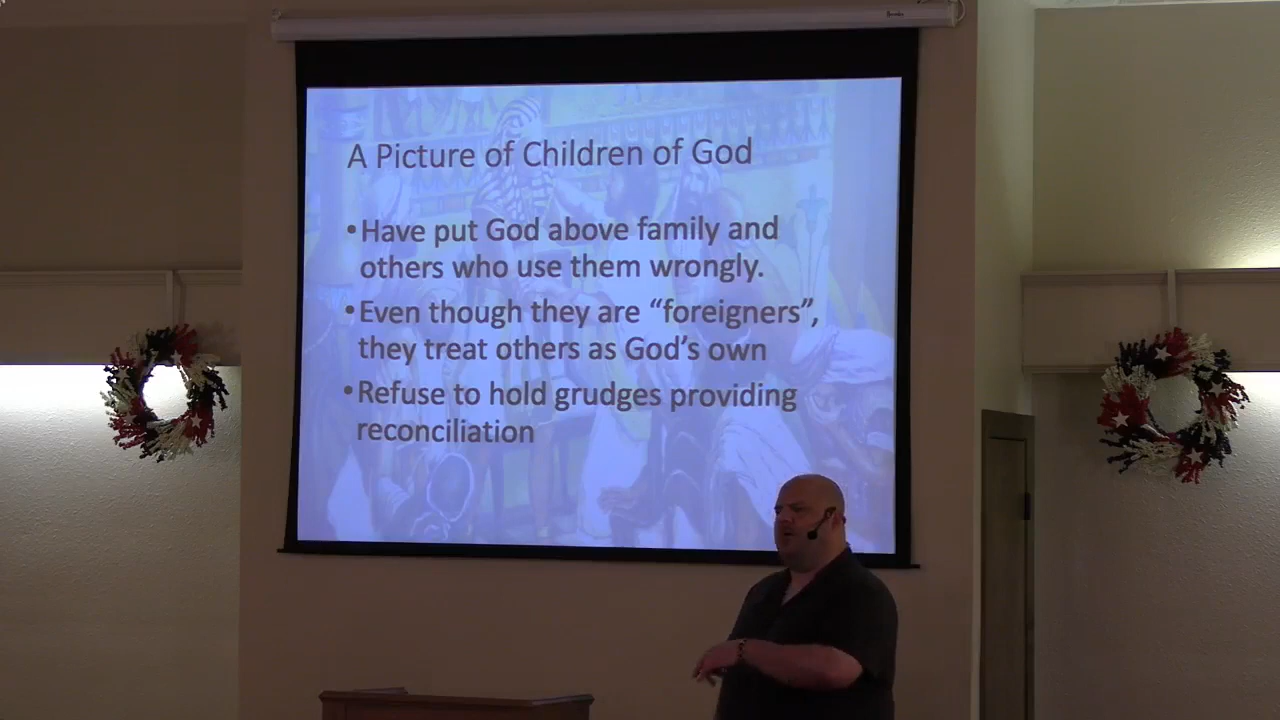 A Picture of Children of God
•Have put God above family and
others who use them wrongly.
•Even though they are “foreigners”,
they treat others as God’s own
•Refuse to hold grudges providing
reconciliation